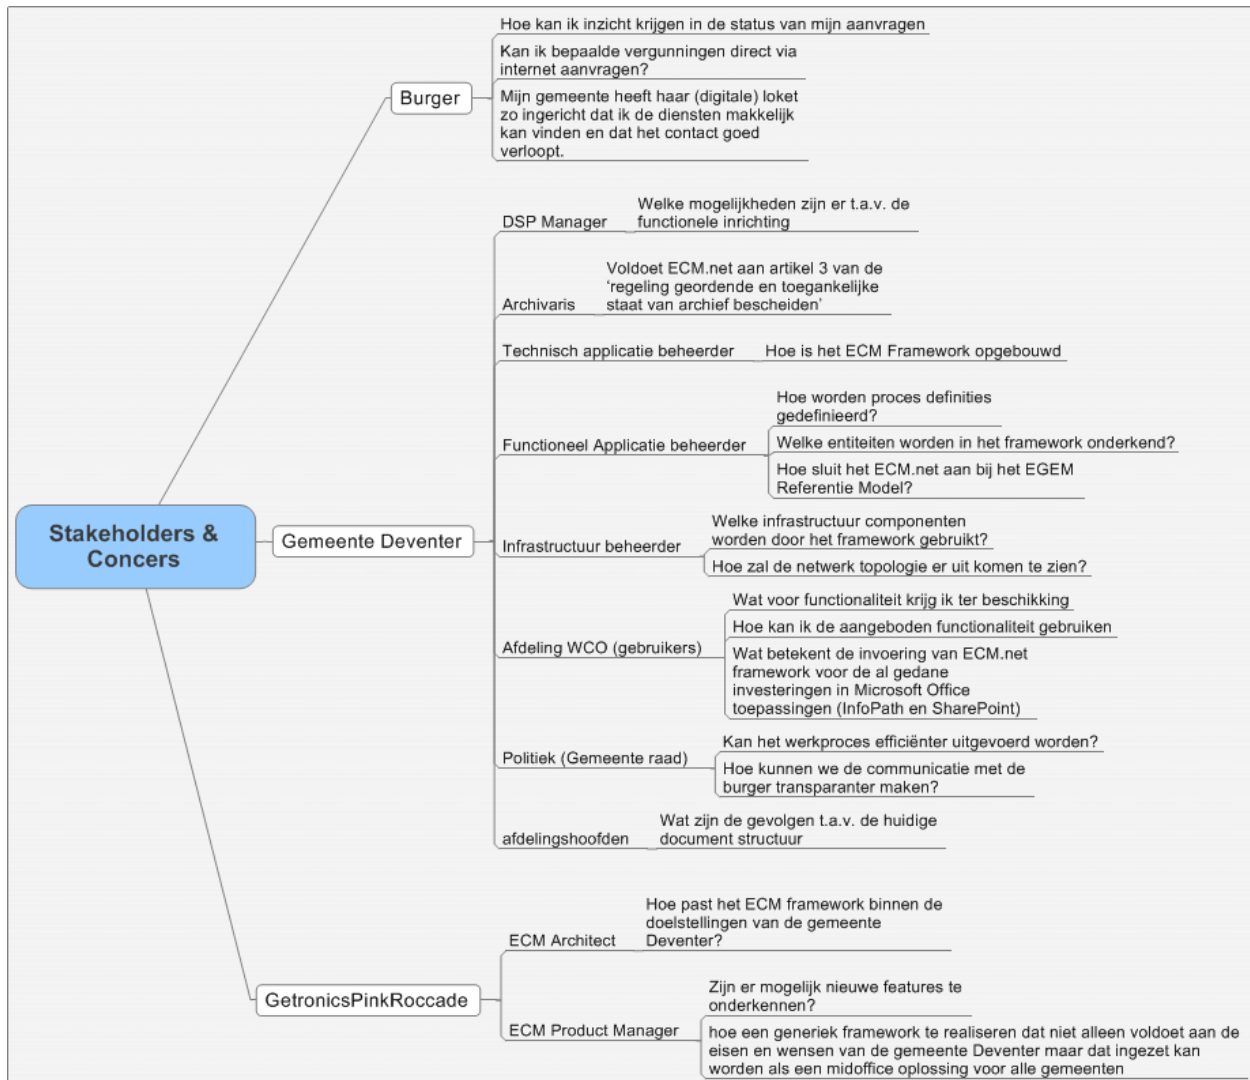 Hoe kan ik inzicht krijgen in de status van mijn aanvragen
Kan ik bepaalde vergunningen direct via
internet aanvragen?
Burger
Mijn gemeente heeft haar (digitale) loket
zo ingericht dat ik de diensten makkelijk
kan vinden en dat het contact goed
verloopt.
DSP Manager
Welke mogelijkheden zijn er t.a.v. de
functionele inrichting
Archivaris
Voldoet ECM.net aan artikel 3 van de
‘regeling geordende en toegankelijke
staat van archief bescheiden’
Technisch applicatie beheerder
Hoe is het ECM Framework opgebouwd
Functioneel Applicatie beheerder
Hoe worden proces definities
gedefinieerd?
Welke entiteiten worden in het framework onderkend?
Hoe sluit het ECM.net aan bij het EGEM
Referentie Model?
Stakeholders &
Concers
Gemeente Deventer
Infrastructuur beheerder
Welke infrastructuur componenten
worden door het framework gebruikt?
Hoe zal de netwerk topologie er uit komen te zien?
Afdeling WCO (gebruikers)
Wat voor functionaliteit krijg ik ter beschikking
Hoe kan ik de aangeboden functionaliteit gebruiken
Wat betekent de invoering van ECM.net
framework voor de al gedane
investeringen in Microsoft Office
toepassingen (InfoPath en SharePoint)
Politiek (Gemeente raad)
Kan het werkproces efficiënter uitgevoerd worden?
Hoe kunnen we de communicatie met de
burger transparanter maken?
afdelingshoofden
Wat zijn de gevolgen t.a.v. de huidige
document structuur
ECM Architect
Hoe past het ECM framework binnen de
doelstellingen van de gemeente
Deventer?
GetronicsPinkRoccade
ECM Product Manager
Zijn er mogelijk nieuwe features te
onderkennen?
hoe een generiek framework te realiseren dat niet alleen voldoet aan de
eisen en wensen van de gemeente Deventer maar dat ingezet kan
worden als een midoffice oplossing voor alle gemeenten